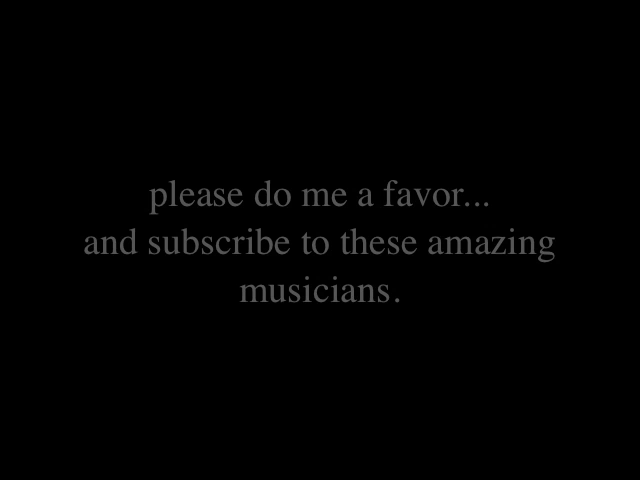 please do me a favor...
and subscribe to these amazing
musicians.